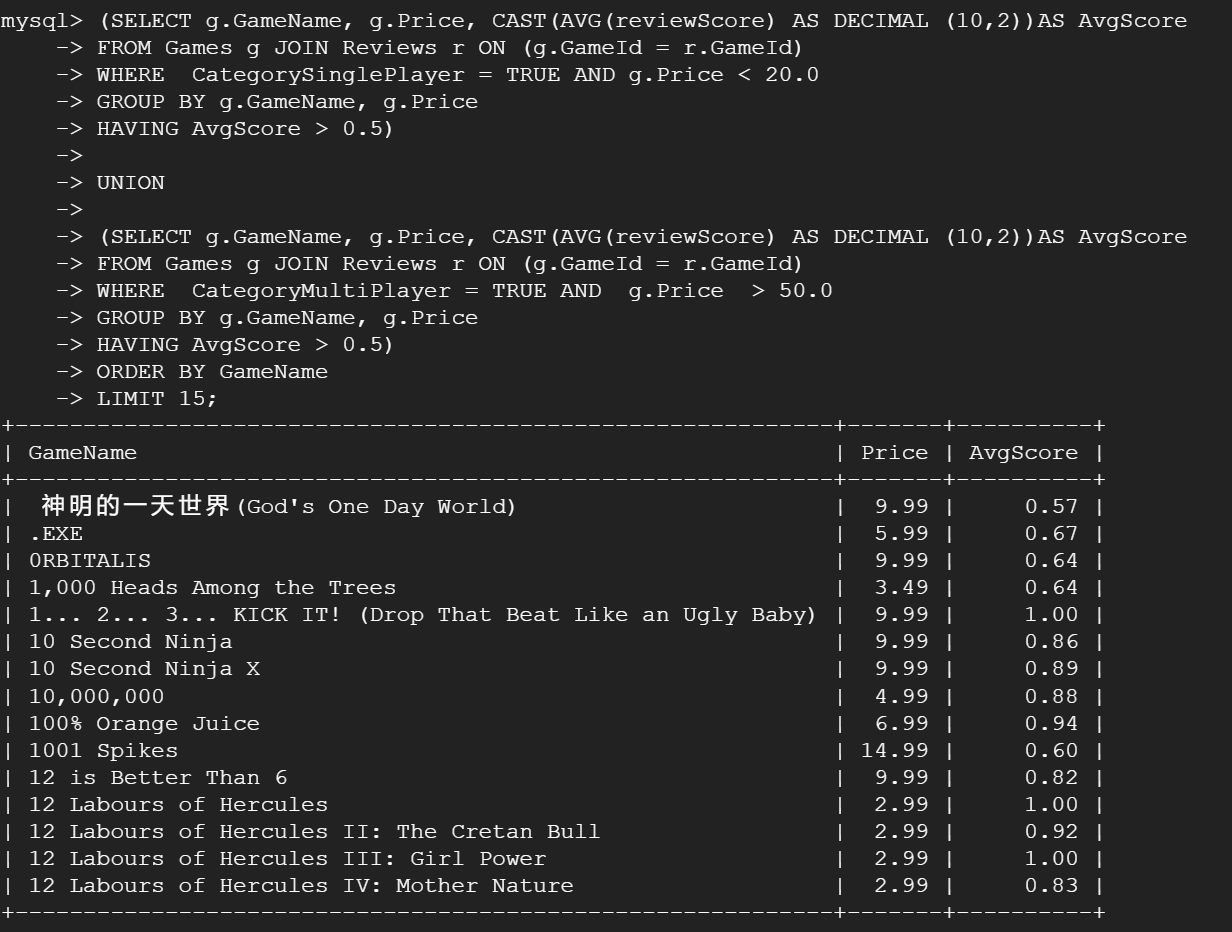 mysql> (SELECT g.GameName, g.Price, CAST(AVG(reviewScore) AS DECIMAL (10,2))AS AvgScore
    -> FROM Games g JOIN Reviews r ON (g.GameId = r.GameId)
    -> WHERE  CategorySinglePlayer = TRUE AND g.Price < 20.0
    -> GROUP BY g.GameName, g.Price
    -> HAVING AvgScore > 0.5)
    ->
    -> UNION
    ->
    -> (SELECT g.GameName, g.Price, CAST(AVG(reviewScore) AS DECIMAL (10,2))AS AvgScore
    -> FROM Games g JOIN Reviews r ON (g.GameId = r.GameId)
    -> WHERE  CategoryMultiPlayer = TRUE AND  g.Price  > 50.0
    -> GROUP BY g.GameName, g.Price
    -> HAVING AvgScore > 0.5)
    -> ORDER BY GameName
    -> LIMIT 15;
+------------------------------------------------------------+-------+----------+
| GameName                                                   | Price | AvgScore |
+------------------------------------------------------------+-------+----------+
|  神明的一天世界(God's One Day World)                        |  9.99 |     0.57 |
| .EXE                                                       |  5.99 |     0.67 |
| 0RBITALIS                                                  |  9.99 |     0.64 |
| 1,000 Heads Among the Trees                                |  3.49 |     0.64 |
| 1... 2... 3... KICK IT! (Drop That Beat Like an Ugly Baby) |  9.99 |     1.00 |
| 10 Second Ninja                                            |  9.99 |     0.86 |
| 10 Second Ninja X                                          |  9.99 |     0.89 |
| 10,000,000                                                 |  4.99 |     0.88 |
| 100% Orange Juice                                          |  6.99 |     0.94 |
| 1001 Spikes                                                | 14.99 |     0.60 |
| 12 is Better Than 6                                        |  9.99 |     0.82 |
| 12 Labours of Hercules                                     |  2.99 |     1.00 |
| 12 Labours of Hercules II: The Cretan Bull                 |  2.99 |     0.92 |
| 12 Labours of Hercules III: Girl Power                     |  2.99 |     1.00 |
| 12 Labours of Hercules IV: Mother Nature                   |  2.99 |     0.83 |
+------------------------------------------------------------+-------+----------+